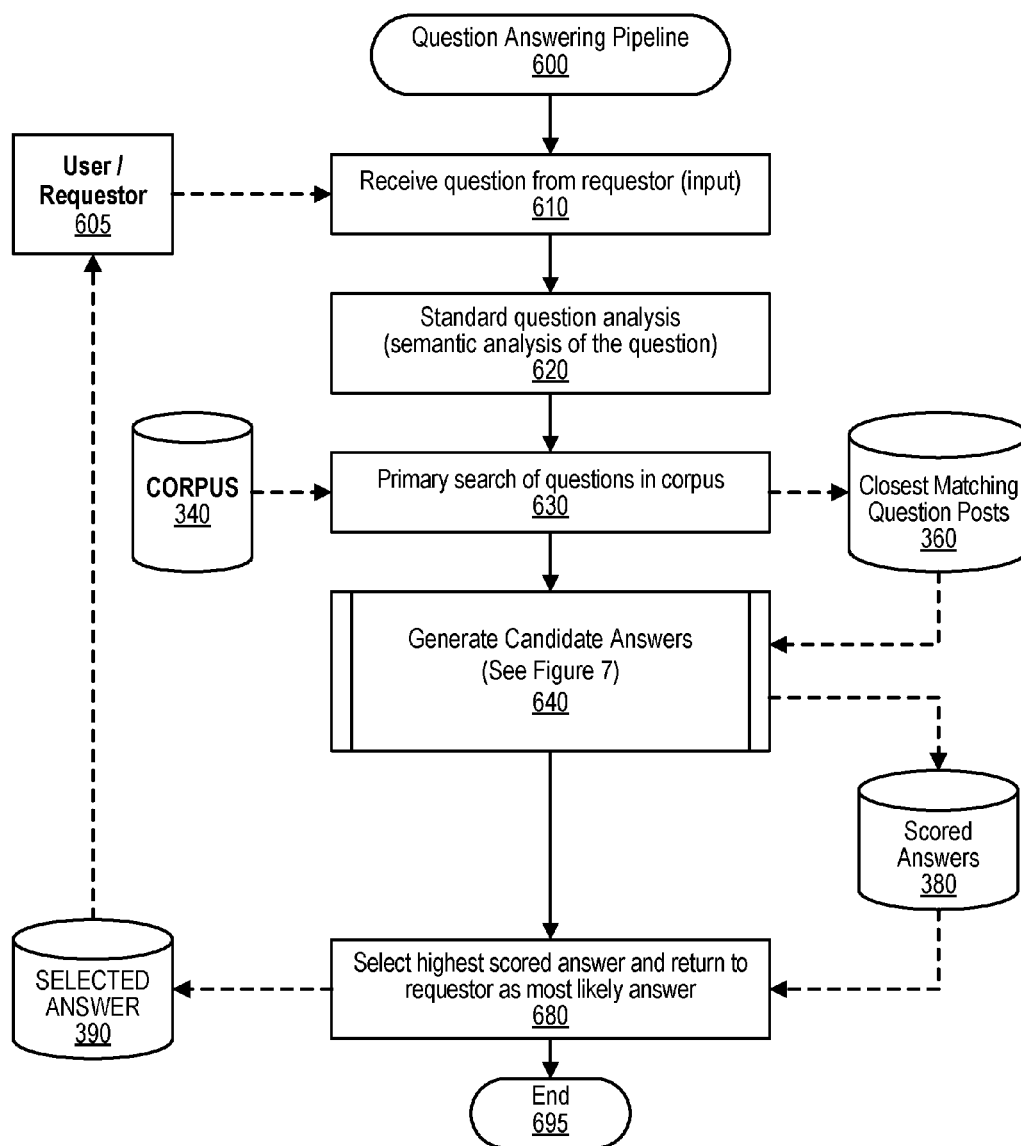 Question Answering Pipeline
600
User /
Requestor
605
Receive question from requestor (input)
610
Standard question analysis
(semantic analysis of the question)
620
CORPUS
340
Primary search of questions in corpus
630
Closest Matching
Question Posts
360
Generate Candidate Answers
(See Figure 7)
640
Scored
Answers
380
SELECTED
ANSWER
390
Select highest scored answer and return to
requestor as most likely answer
680
End
695